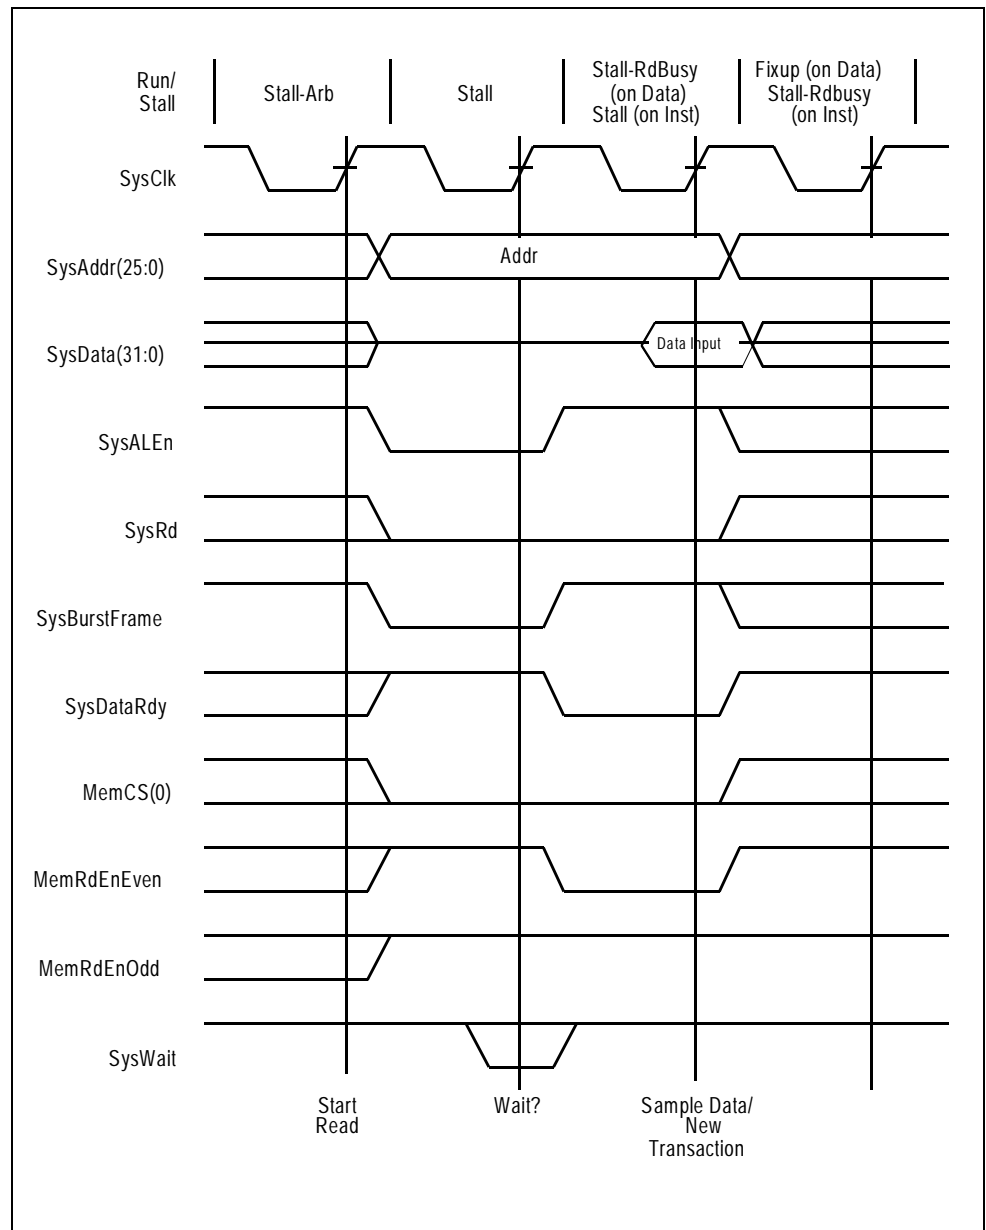 Run/
Stall
Stall-Arb
Stall
Stall-RdBusy
(on Data)
Stall (on Inst)
Fixup (on Data)
Stall-Rdbusy
(on Inst)
SysClk
SysAddr(25:0)
Addr
SysData(31:0)
Data Input
SysALEn
SysRd
SysBurstFrame
SysDataRdy
MemCS(0)
MemRdEnEven
MemRdEnOdd
SysWait
Start
Read
Wait?
Sample Data/
New
Transaction